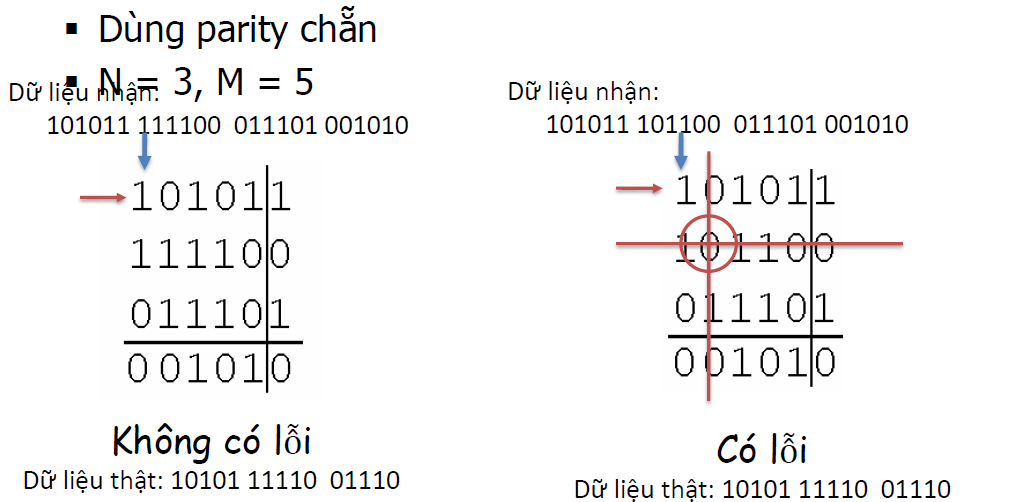 ▪ Dùng parity chẵn
▪ N = 3, M = 5
Dữ liệu nhận:
101011 111100 011101 001010
101011
111100
011101
001010
Không có lỗi
Dữ liệu thật: 10101 11110 01110
Dữ liệu nhận:
101011 101100 011101 001010
101011
101100
011101
001010
Có lỗi
Dữ liệu thật: 10101 11110 01110